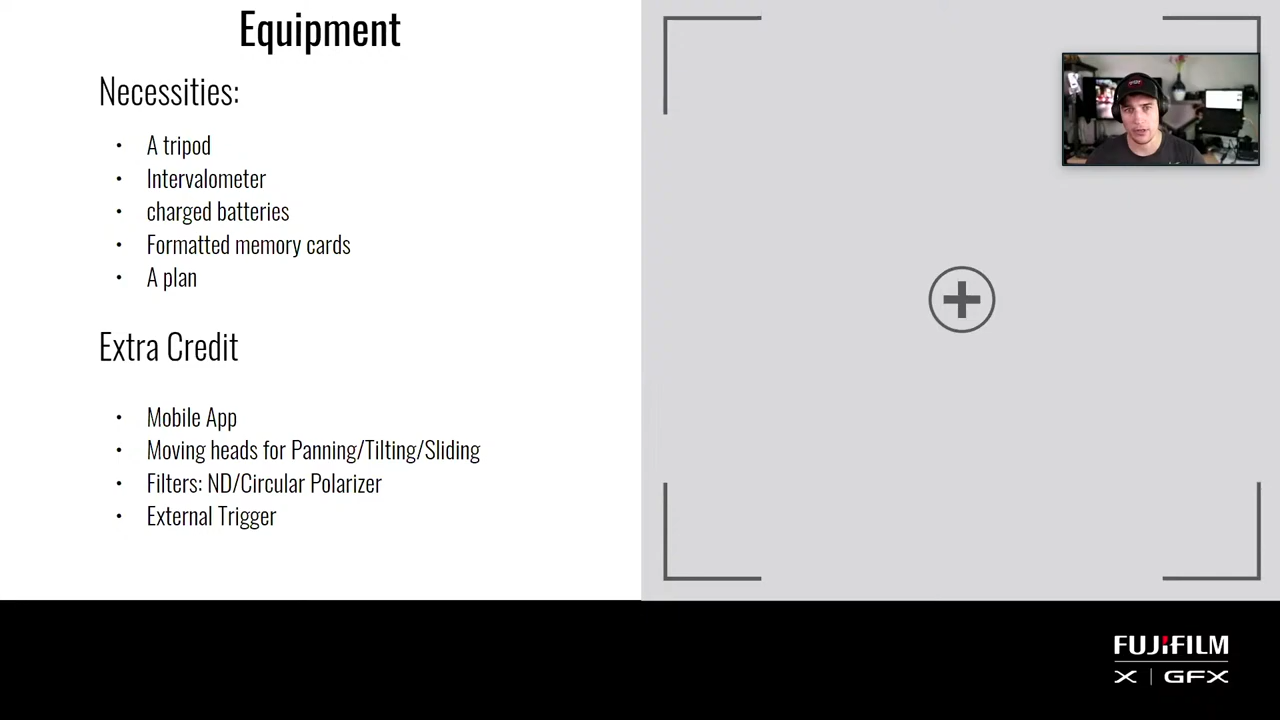 Equipment
Necessities:
• A tripod
• Intervalometer
• charged batteries
• Formatted memory cards
• A plan
Extra Credit
• Mobile App
• Moving heads for Panning/Tilting/Sliding
• Filters: ND/Circular Polarizer
• External Trigger
FUJIFILM
X | GFX